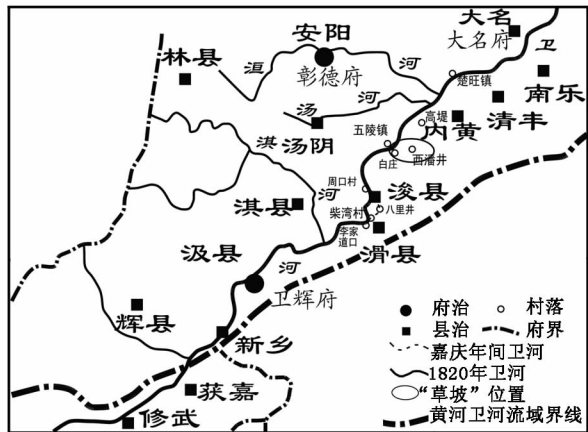 大名
大名府
卫
安阳
彰德府
林县
洹
河
楚旺镇
南乐
清丰
汤
河
汤阴
高堤
内黄
五陵镇
白庄
西潘井
淇
河
周口村
浚县
淇县
柴湾村
八里井
李家
道口
滑县
汲县
河
卫辉府
辉县
新乡
获嘉
修武
府治
村落
县治
府界
嘉庆年间卫河
1820年卫河
“草坡”位置
黄河卫河流域界线